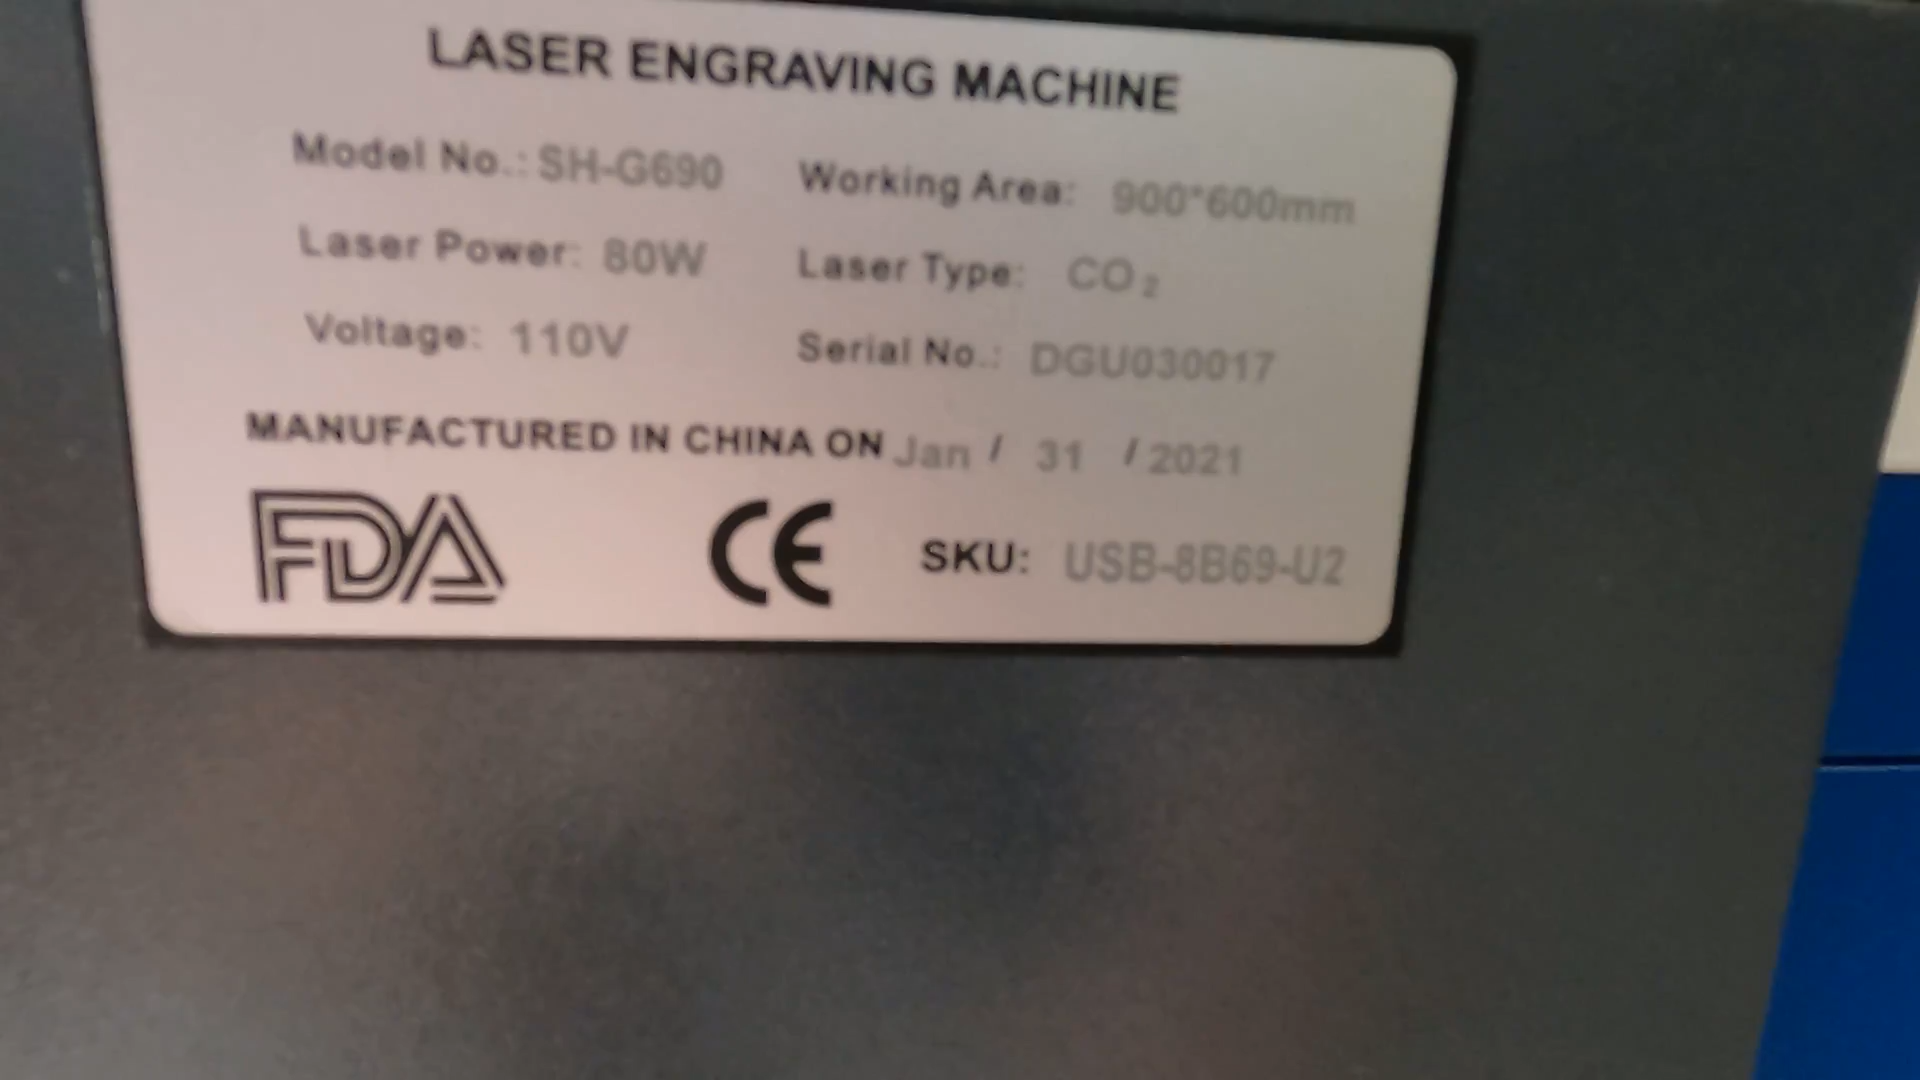 LASER ENGRAVING MACHINE
Model No.: SH-G690 Working Area: 900*600mm
Laser Power: 80W Laser Type: CO₂
Voltage: 110V Serial No.: DGU030017
MANUFACTURED IN CHINA ON Jan / 31 / 2021
FDA CE SKU: USB-8B69-U2